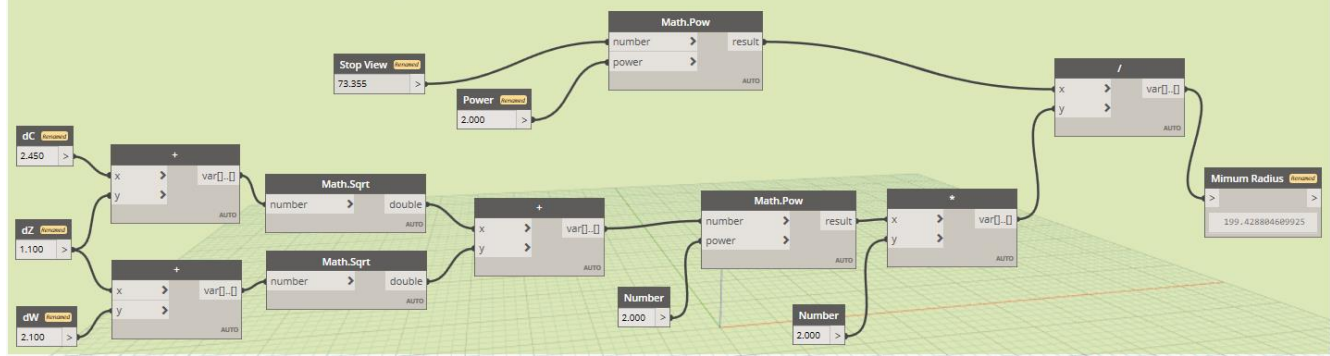 Math.Pow
number > result
power >
AUTO
Stop View Renamed
73.355 >
Power Renamed
2.000 >
/
x > var[]..[]
y >
AUTO
dC Renamed
2.450 >
+
x > var[]..[]
y >
AUTO
Math.Sqrt
number > double
AUTO
dZ Renamed
1.100 >
+
x > var[]..[]
y >
AUTO
Math.Sqrt
number > double
AUTO
dW Renamed
2.100 >
+
x > var[]..[]
y >
AUTO
Math.Pow
number > result
power >
AUTO
Number
2.000 >
*
x > var[]..[]
y >
AUTO
Number
2.000 >
Mimum Radius Renamed
> >
199.428804609925